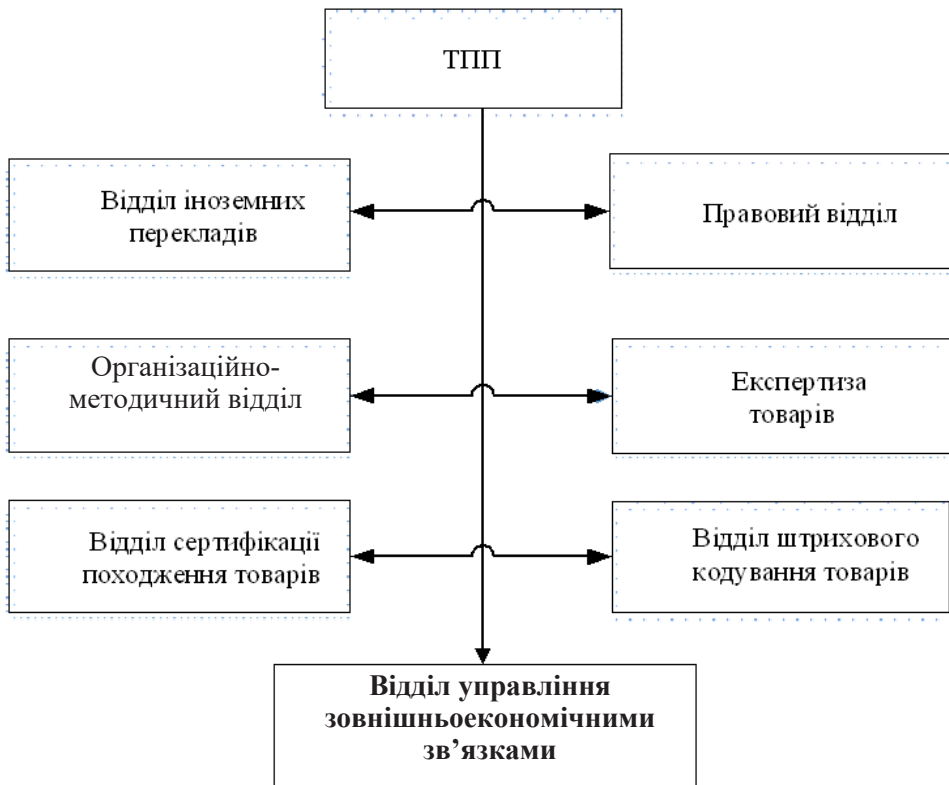 ТПП
Відділ іноземних
перекладів
Правовий відділ
Організаційно-
методичний відділ
Експертиза
товарів
Відділ сертифікації
походження товарів
Відділ штрихового
кодування товарів
Відділ управління
зовнішньоекономічними
зв’язками